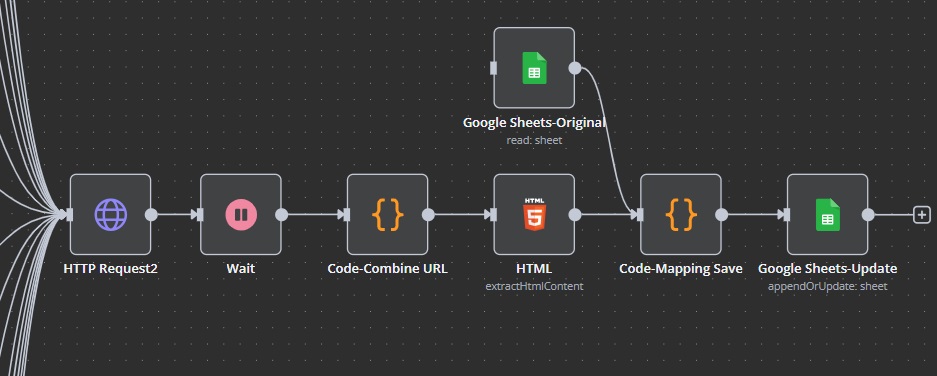 Google Sheets-Original
read: sheet
HTTP Request2
Wait
Code-Combine URL
HTML
5
HTML
extractHtmlContent
Code-Mapping Save
Google Sheets-Update
appendOrUpdate: sheet